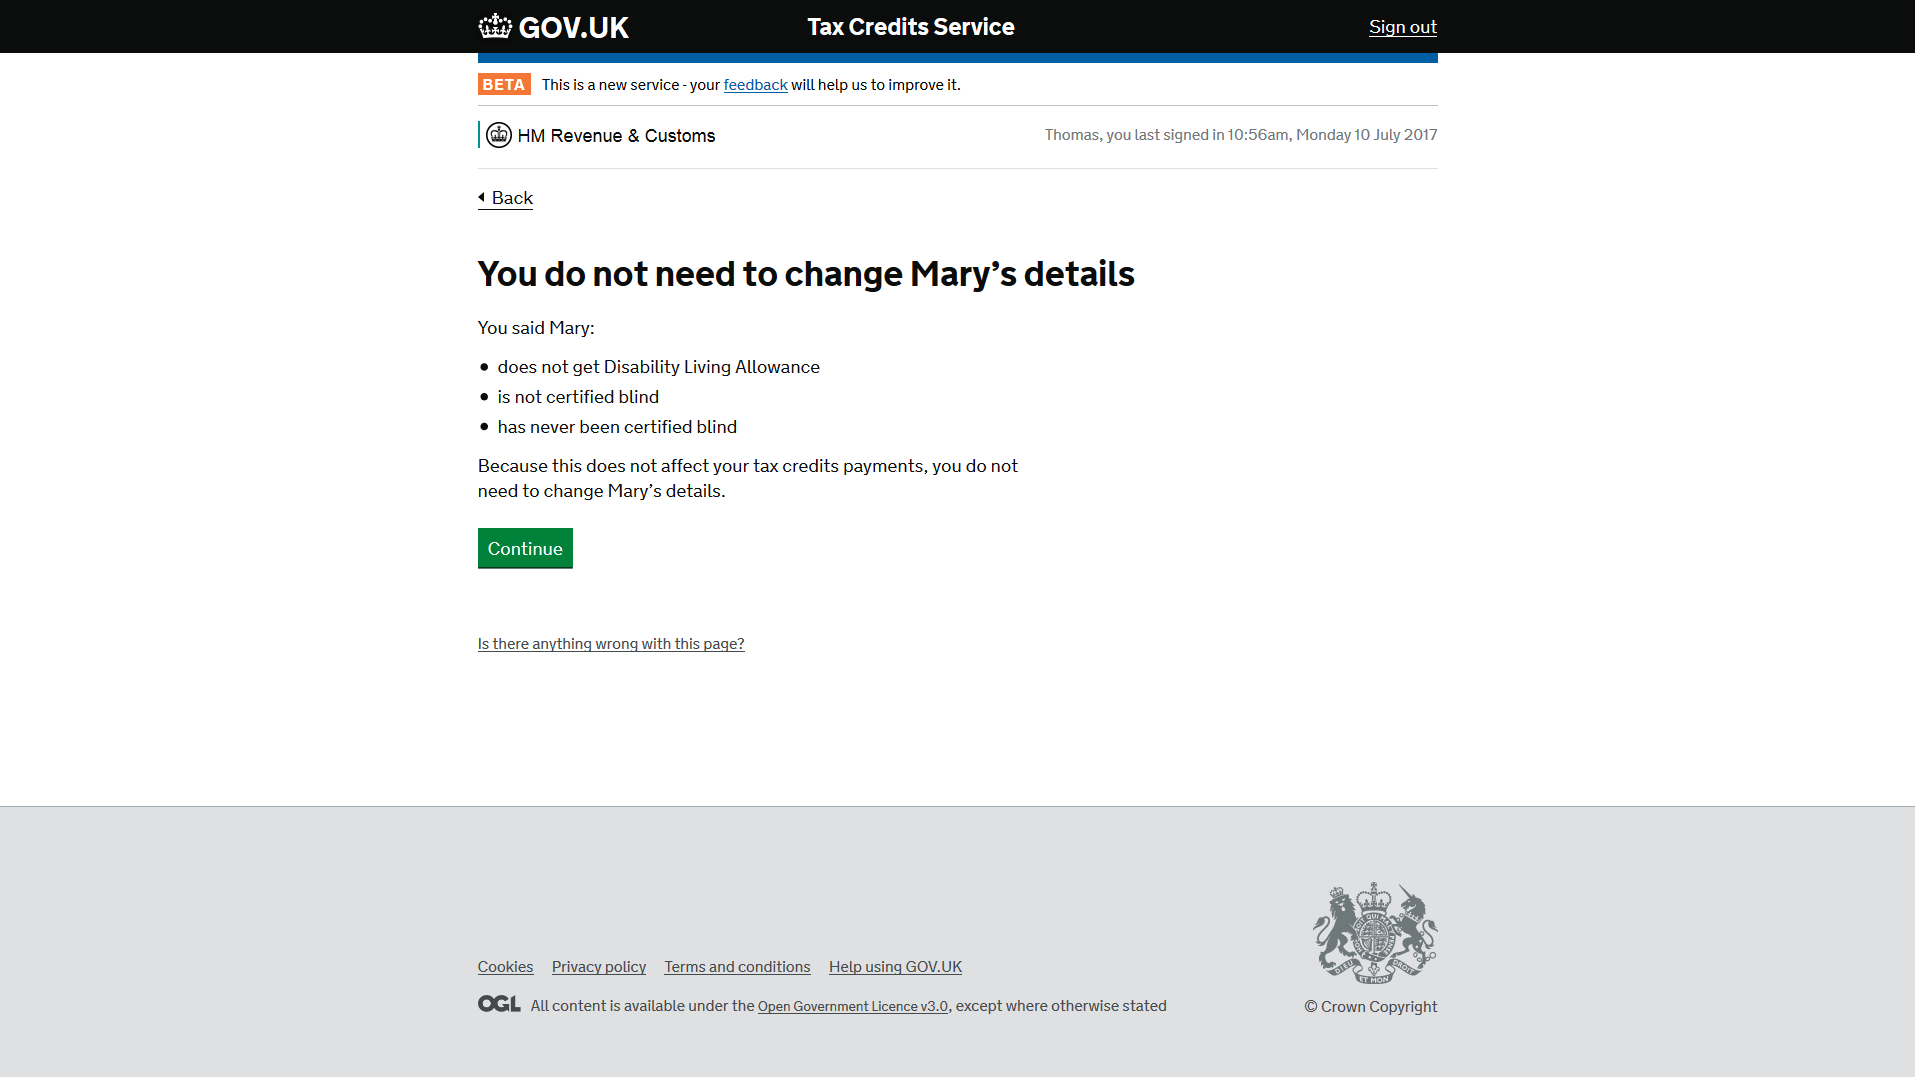 GOV.UK
Tax Credits Service
Sign out
BETA This is a new service - your feedback will help us to improve it.
HM Revenue & Customs
Thomas, you last signed in 10:56am, Monday 10 July 2017
Back
You do not need to change Mary’s details
You said Mary:
• does not get Disability Living Allowance
• is not certified blind
• has never been certified blind
Because this does not affect your tax credits payments, you do not
need to change Mary’s details.
Continue
Is there anything wrong with this page?
Cookies Privacy policy Terms and conditions Help using GOV.UK
OGL All content is available under the Open Government Licence v3.0, except where otherwise stated
DIEU ET MON DROIT
© Crown Copyright